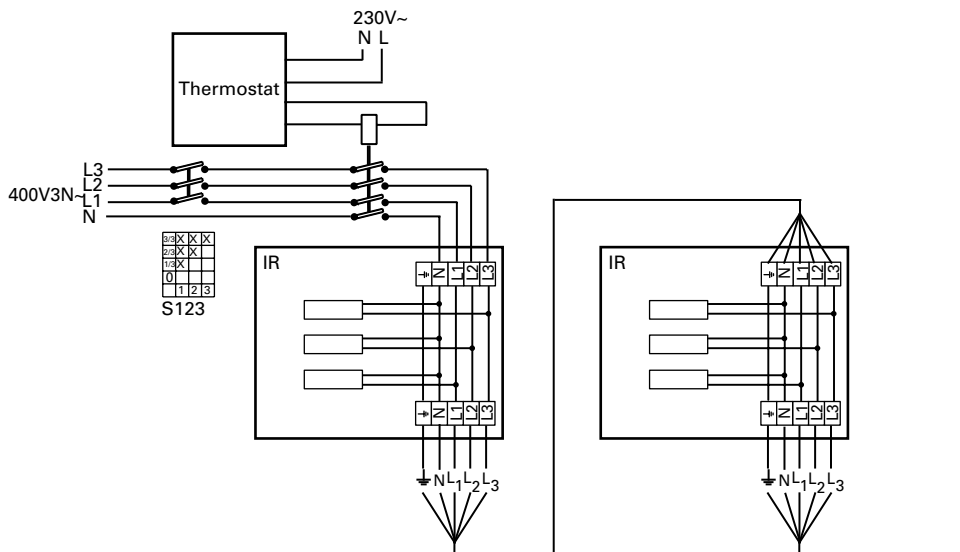 230V~
N L
Thermostat
L3
L2
400V3N~
L1
N
3/3 X X X
2/3 X X
1/3 X
0
1 2 3
S123
IR
N L1 L2 L3
N L1 L2 L3
N L1 L2 L3
IR
N L1 L2 L3
N L1 L2 L3
N L1 L2 L3